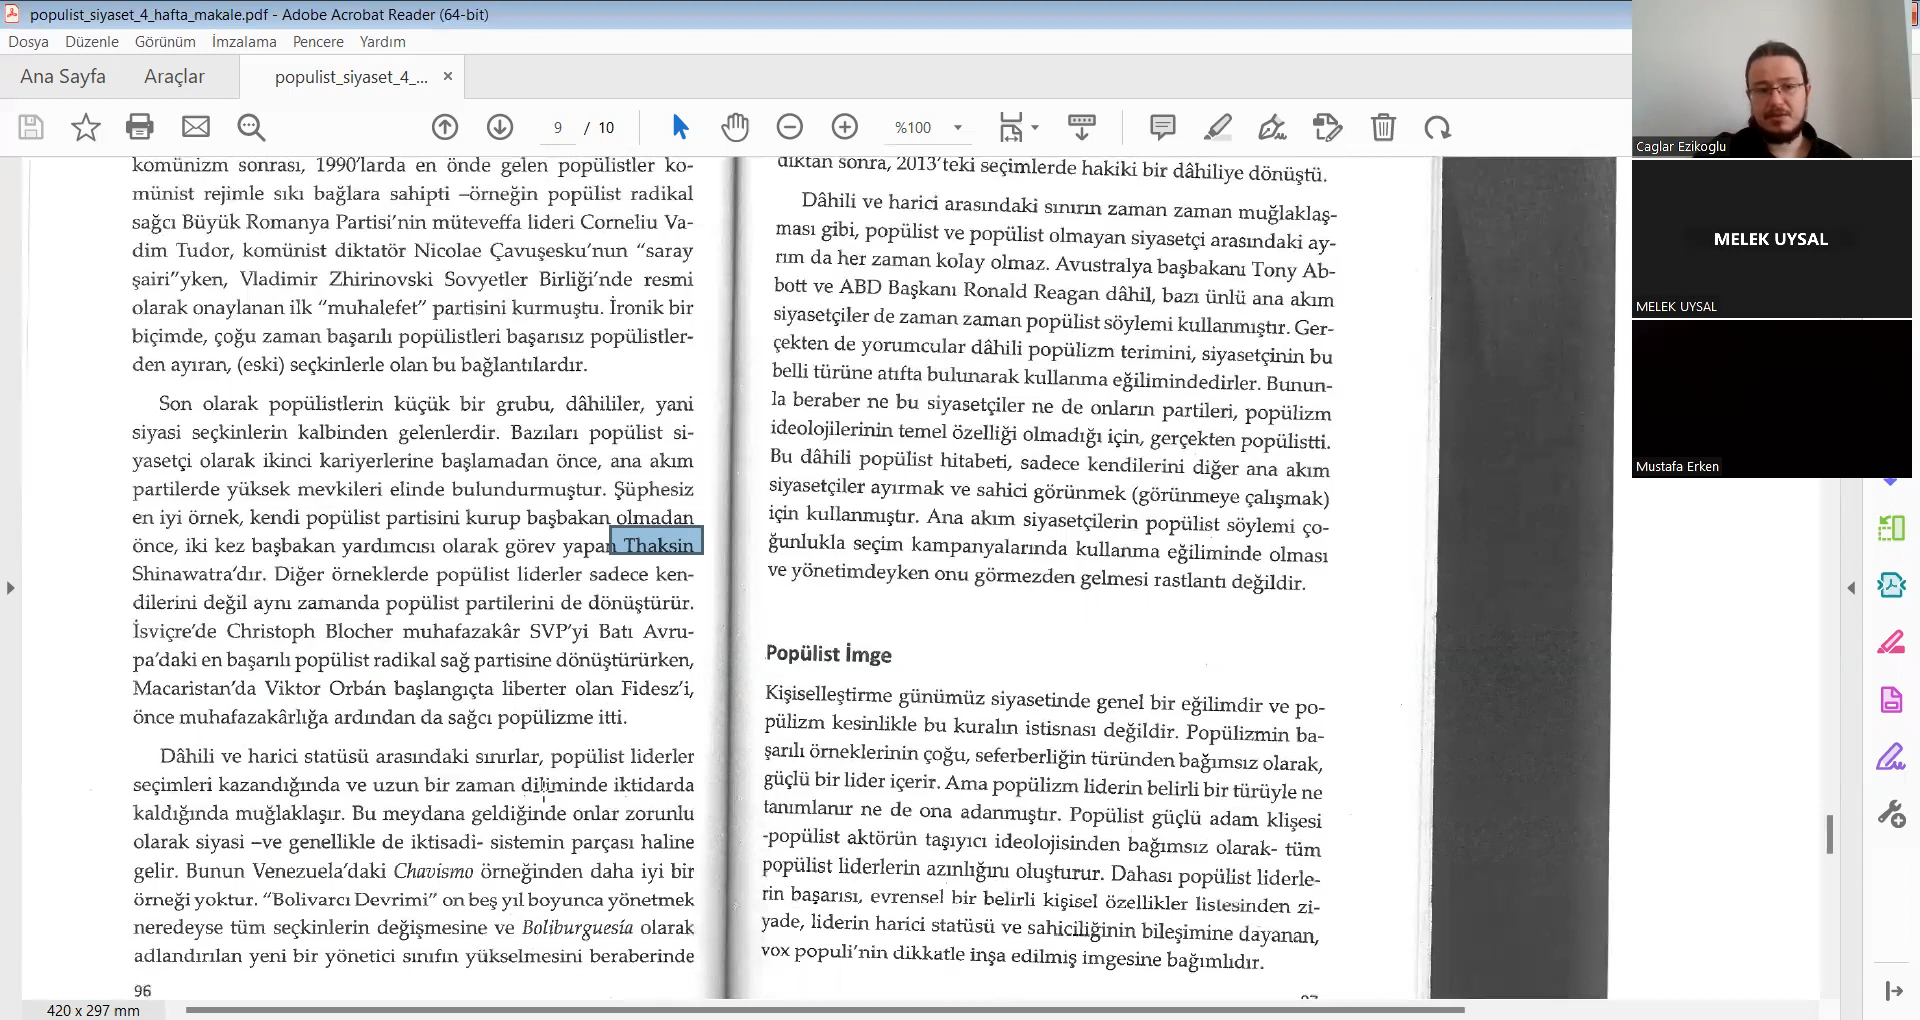 populist_siyaset_4_hafta_makale.pdf - Adobe Acrobat Reader (64-bit)
Dosya Düzenle Görünüm İmzalama Pencere Yardım
Ana Sayfa Araçlar populist_siyaset_4_... ×
9 / 10 %100
komünizm sonrası, 1990’larda en önde gelen popülistler ko-
münist rejimle sıkı bağlara sahipti –örneğin popülist radikal
sağcı Büyük Romanya Partisi’nin müteveffa lideri Corneliu Va-
dim Tudor, komünist diktatör Nicolae Çavuşesku’nun “saray
şairi”yken, Vladimir Zhirinovski Sovyetler Birliği’nde resmi
olarak onaylanan ilk “muhalefet” partisini kurmuştu. İronik bir
biçimde, çoğu zaman başarılı popülistleri başarısız popülistler-
den ayıran, (eski) seçkinlerle olan bu bağlantılardır.
Son olarak popülistlerin küçük bir grubu, dâhililer, yani
siyasi seçkinlerin kalbinden gelenlerdir. Bazıları popülist si-
yasetçi olarak ikinci kariyerlerine başlamadan önce, ana akım
partilerde yüksek mevkileri elinde bulundurmuştur. Şüphesiz
en iyi örnek, kendi popülist partisini kurup başbakan olmadan
önce, iki kez başbakan yardımcısı olarak görev yapan Thaksin
Shinawatra’dır. Diğer örneklerde popülist liderler sadece ken-
dilerini değil aynı zamanda popülist partilerini de dönüştürür.
İsviçre’de Christoph Blocher muhafazakâr SVP’yi Batı Avru-
pa’daki en başarılı popülist radikal sağ partisine dönüştürürken,
Macaristan’da Viktor Orbán başlangıçta liberter olan Fidesz’i,
önce muhafazakârlığa ardından da sağcı popülizme itti.
Dâhili ve harici statüsü arasındaki sınırlar, popülist liderler
seçimleri kazandığında ve uzun bir zaman diliminde iktidarda
kaldığında muğlaklaşır. Bu meydana geldiğinde onlar zorunlu
olarak siyasi –ve genellikle de iktisadi- sistemin parçası haline
gelir. Bunun Venezuela’daki Chavismo örneğinden daha iyi bir
örneği yoktur. “Bolivarcı Devrimi” on beş yıl boyunca yönetmek
neredeyse tüm seçkinlerin değişmesine ve Boliburguesía olarak
adlandırılan yeni bir yönetici sınıfın yükselmesini beraberinde
96
dıktan sonra, 2013’teki seçimlerde hakiki bir dâhiliye dönüştü.
Dâhili ve harici arasındaki sınırın zaman zaman muğlaklaş-
ması gibi, popülist ve popülist olmayan siyasetçi arasındaki ay-
rım da her zaman kolay olmaz. Avustralya başbakanı Tony Ab-
bott ve ABD Başkanı Ronald Reagan dâhil, bazı ünlü ana akım
siyasetçiler de zaman zaman popülist söylemi kullanmıştır. Ger-
çekten de yorumcular dâhili popülizm terimini, siyasetçinin bu
belli türüne atıfta bulunarak kullanma eğilimindedirler. Bunun-
la beraber ne bu siyasetçiler ne de onların partileri, popülizm
ideolojilerinin temel özelliği olmadığı için, gerçekten popülistti.
Bu dâhili popülist hitabeti, sadece kendilerini diğer ana akım
siyasetçiler ayırmak ve sahici görünmek (görünmeye çalışmak)
için kullanmıştır. Ana akım siyasetçilerin popülist söylemi ço-
ğunlukla seçim kampanyalarında kullanma eğiliminde olması
ve yönetimdeyken onu görmezden gelmesi rastlantı değildir.
Popülist İmge
Kişiselleştirme günümüz siyasetinde genel bir eğilimdir ve po-
pülizm kesinlikle bu kuralın istisnası değildir. Popülizmin ba-
şarılı örneklerinin çoğu, seferberliğin türünden bağımsız olarak,
güçlü bir lider içerir. Ama popülizm liderin belirli bir türüyle ne
tanımlanır ne de ona adanmıştır. Popülist güçlü adam klişesi
-popülist aktörün taşıyıcı ideolojisinden bağımsız olarak- tüm
popülist liderlerin azınlığını oluşturur. Dahası popülist liderle-
rin başarısı, evrensel bir belirli kişisel özellikler listesinden zi-
yade, liderin harici statüsü ve sahiciliğinin bileşimine dayanan,
vox populi’nin dikkatle inşa edilmiş imgesine bağımlıdır.
420 x 297 mm
Caglar Ezikoglu
MELEK UYSAL
MELEK UYSAL
Mustafa Erken